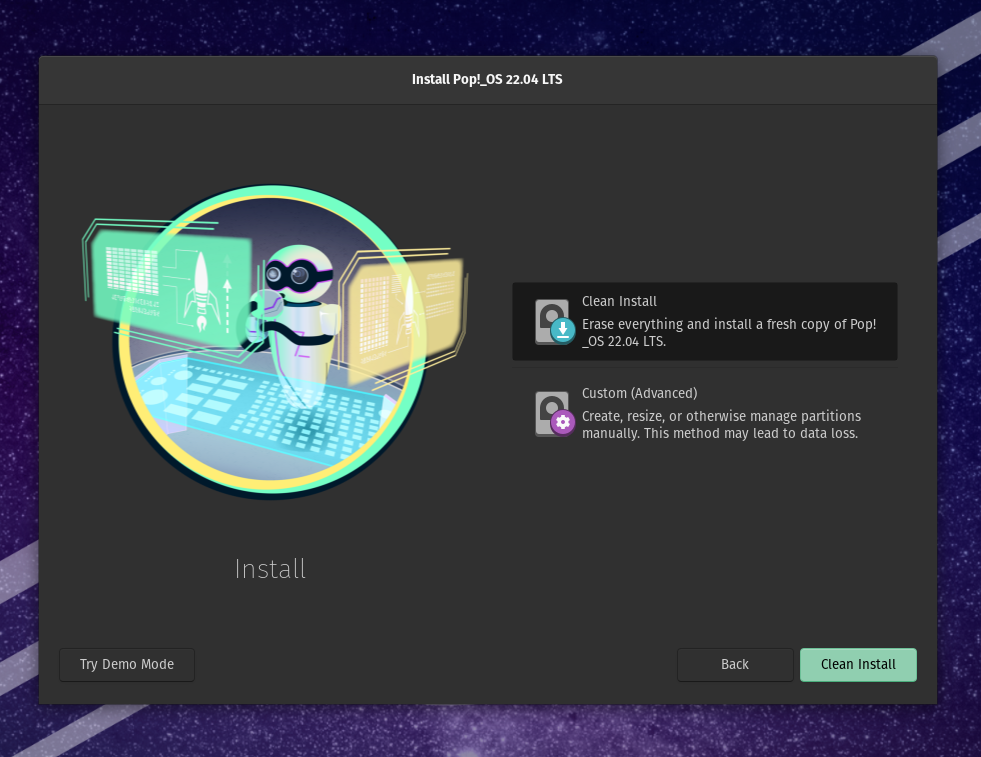 Install Pop!_OS 22.04 LTS
Clean Install
Erase everything and install a fresh copy of Pop!
_OS 22.04 LTS.
Custom (Advanced)
Create, resize, or otherwise manage partitions
manually. This method may lead to data loss.
Install
Try Demo Mode
Back
Clean Install